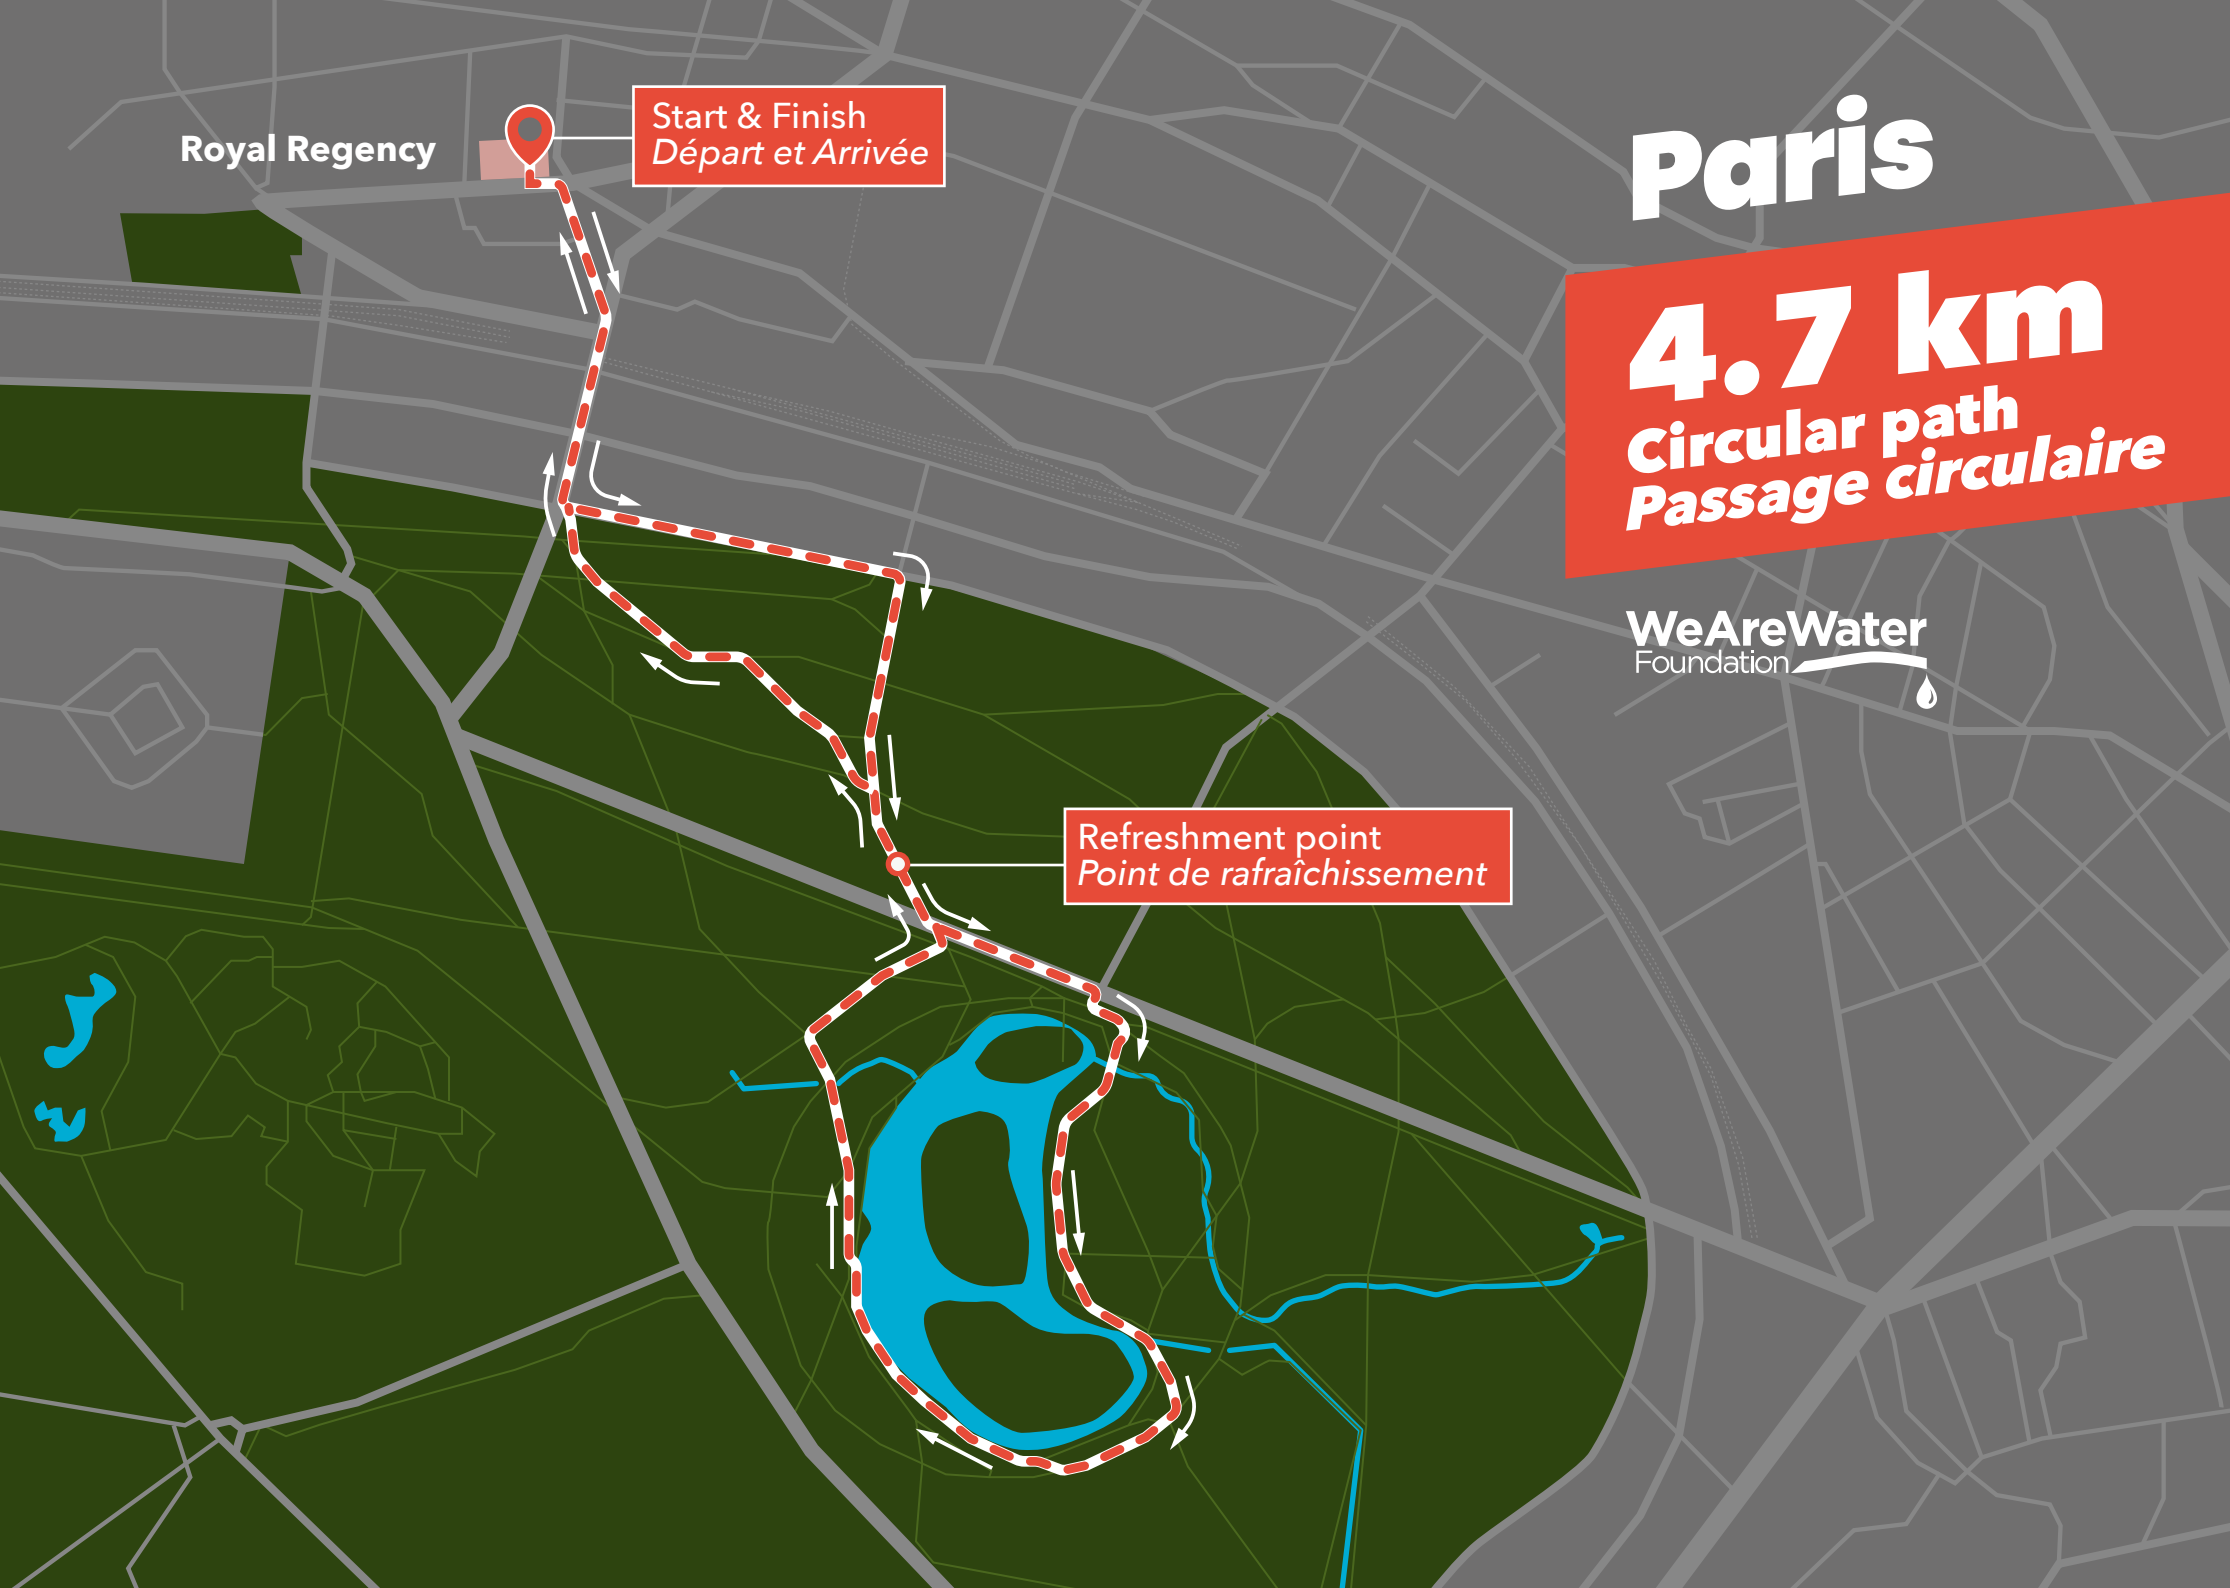 Royal Regency
Start & Finish
Départ et Arrivée
Paris
4.7 km
Circular path
Passage circulaire
WeAreWater
Foundation
Refreshment point
Point de rafraîchissement